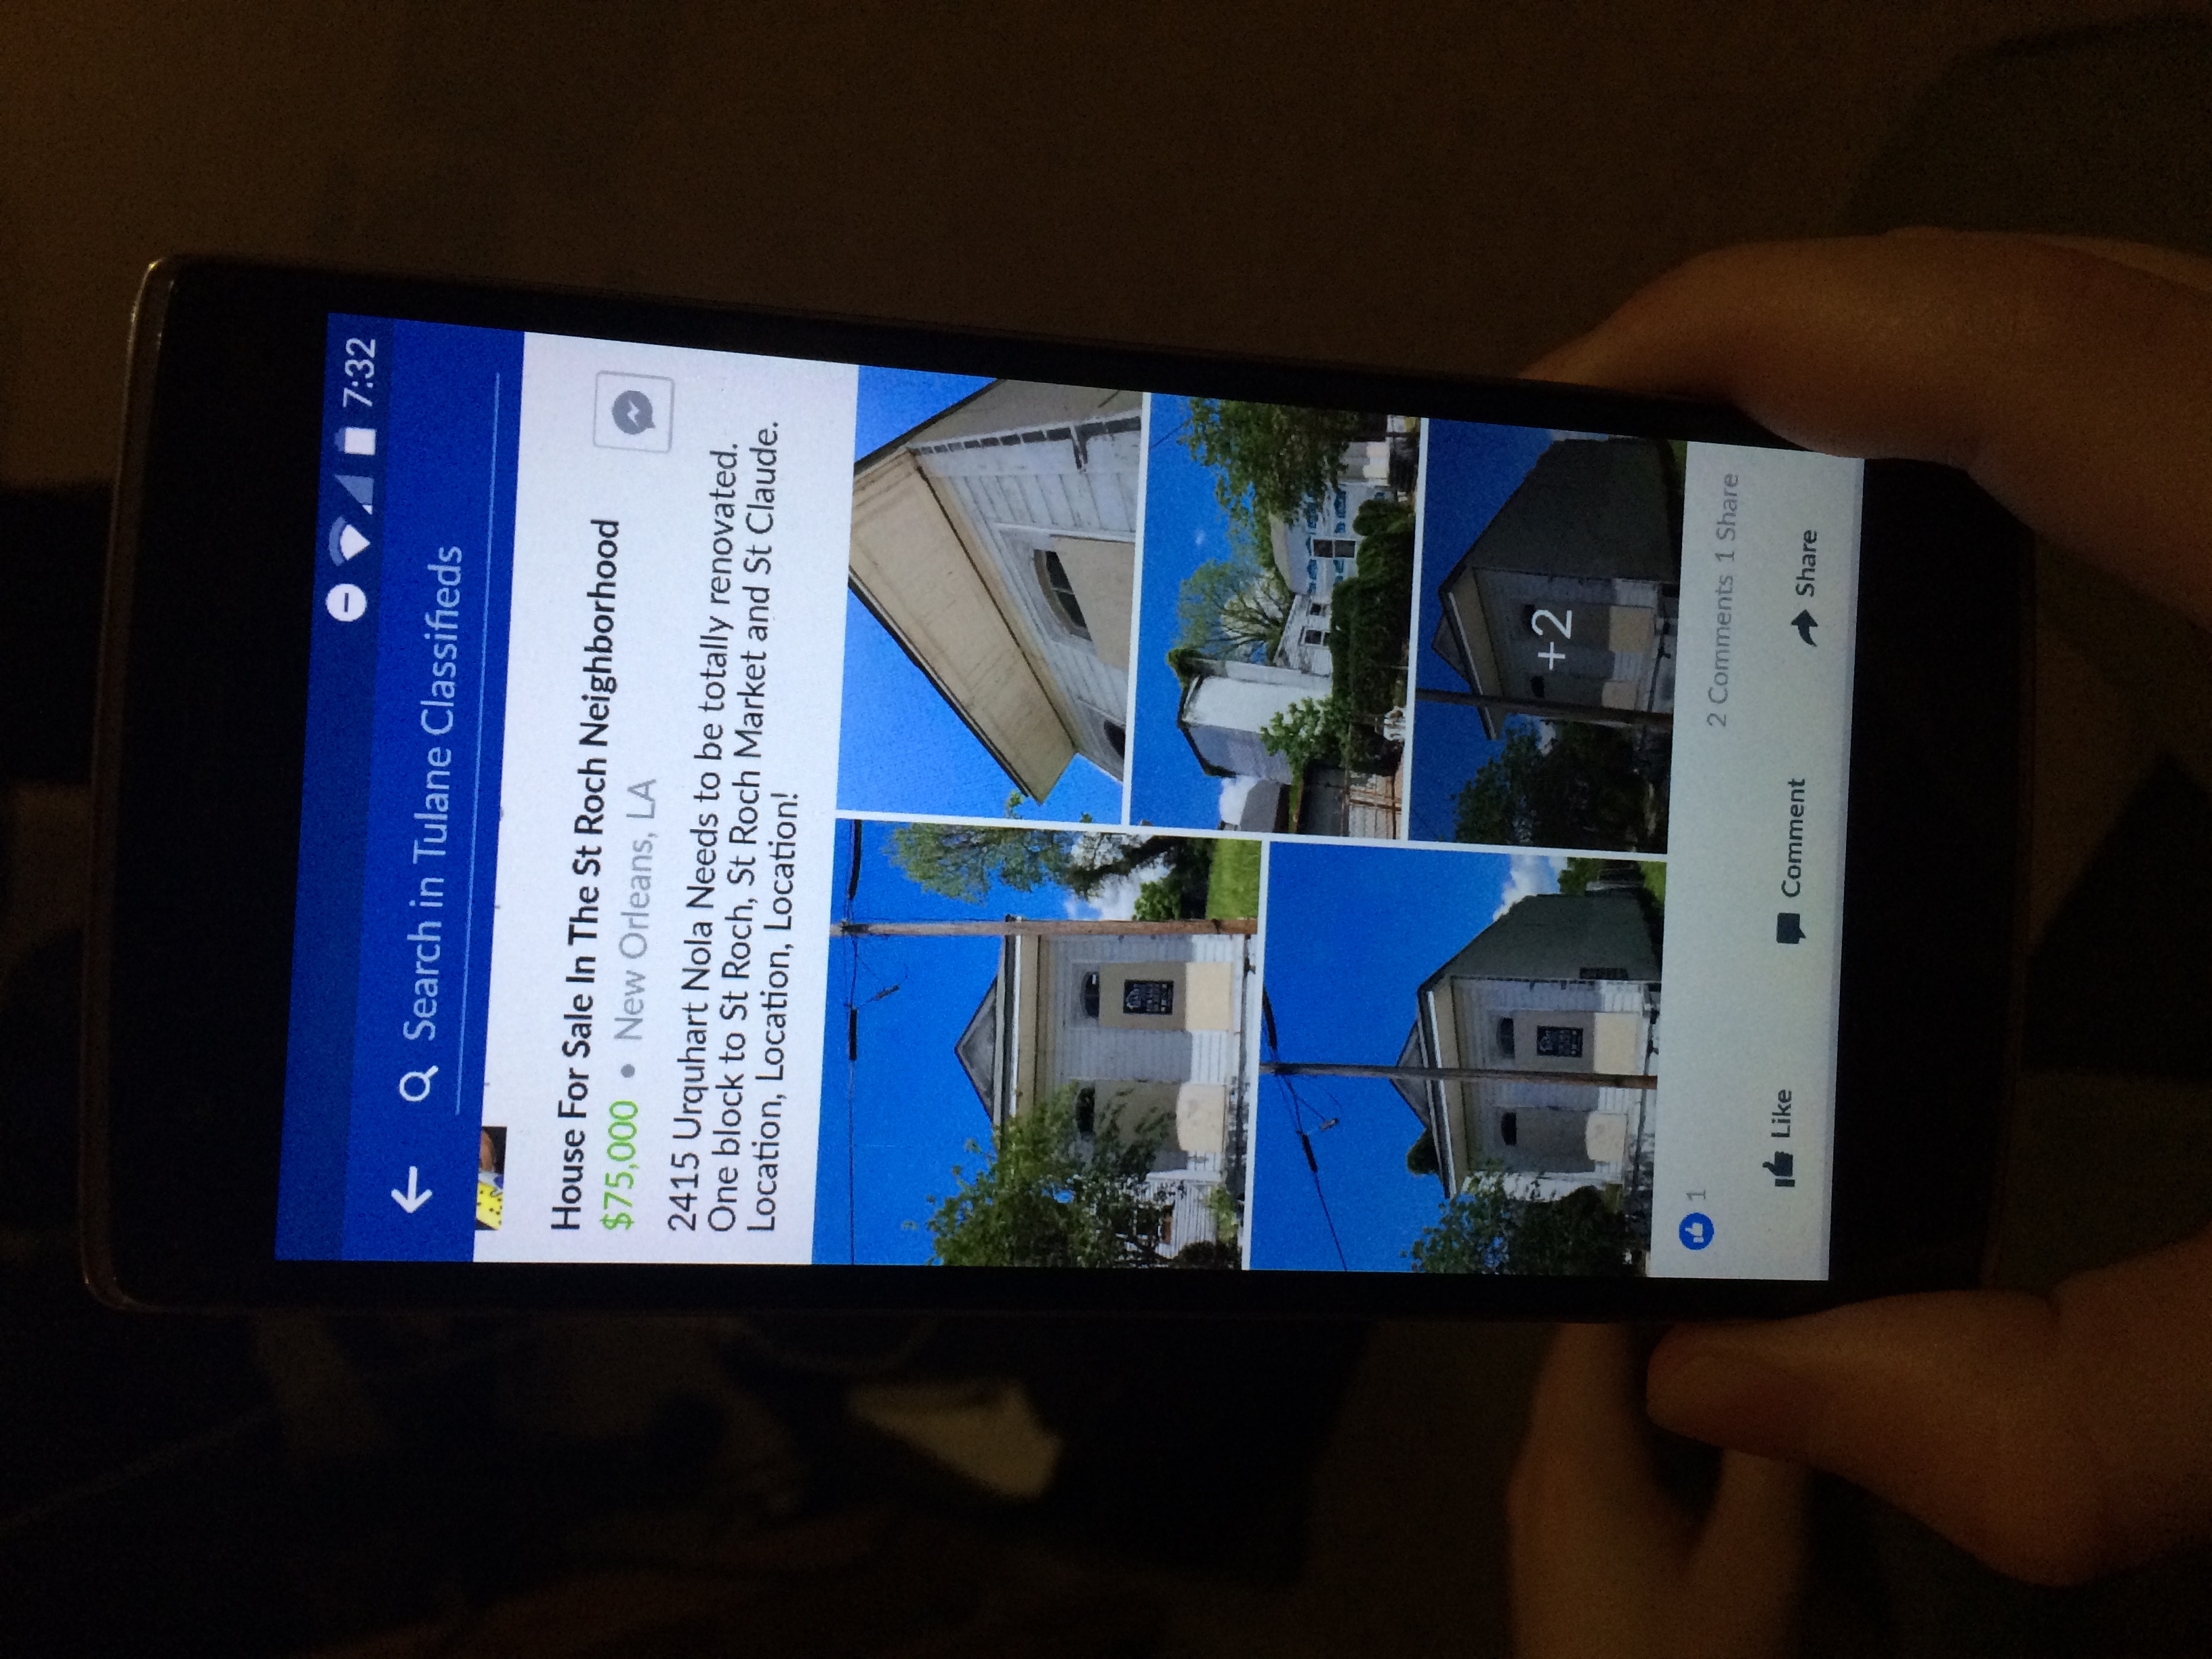 7:32
Search in Tulane Classifieds
House For Sale In The St Roch Neighborhood
$75,000 • New Orleans, LA
2415 Urquhart Nola Needs to be totally renovated.
One block to St Roch, St Roch Market and St Claude.
Location, Location, Location!
FOR SALE
+2
1
2 Comments 1 Share
Like
Comment
Share